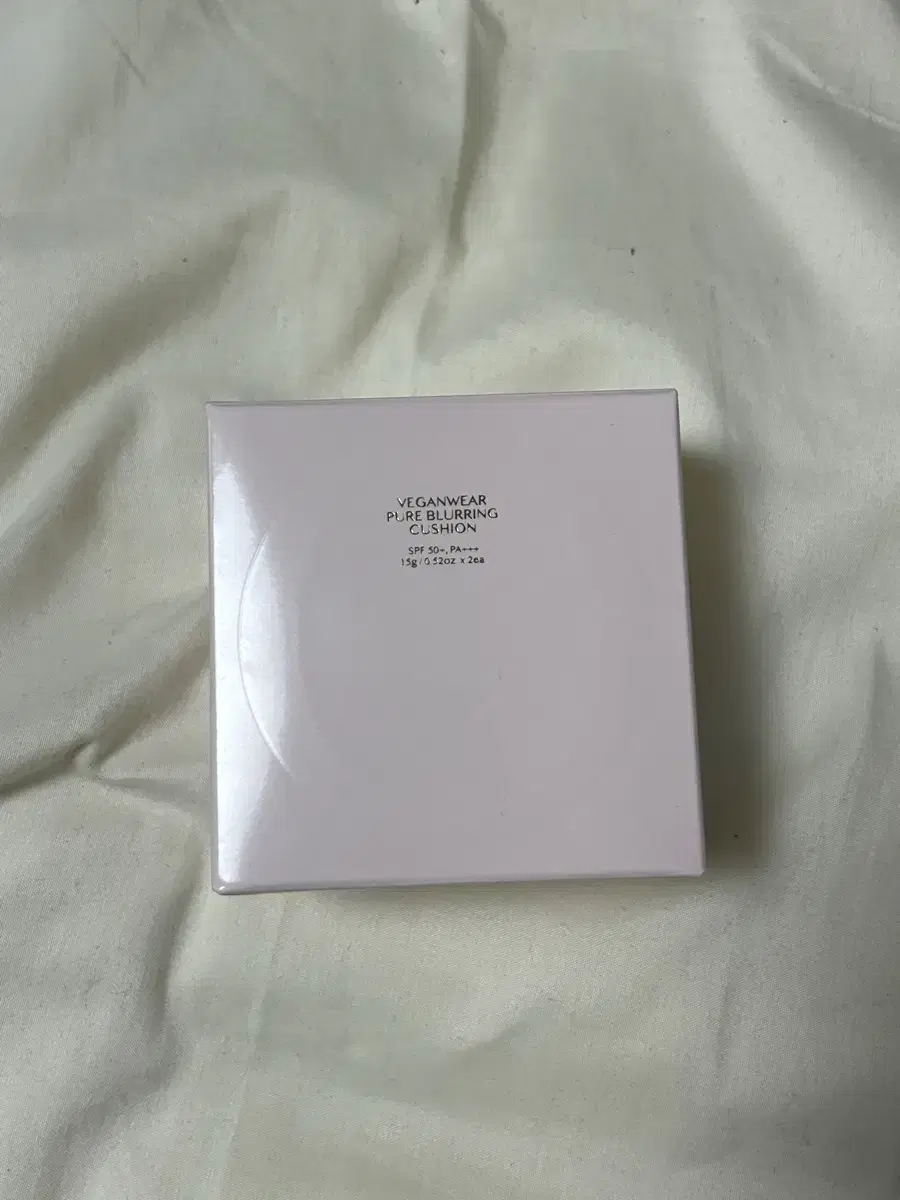 VEGANWEAR
PURE BLURRING
CUSHION
SPF 50+, PA+++
15g/0.52oz x 2ea